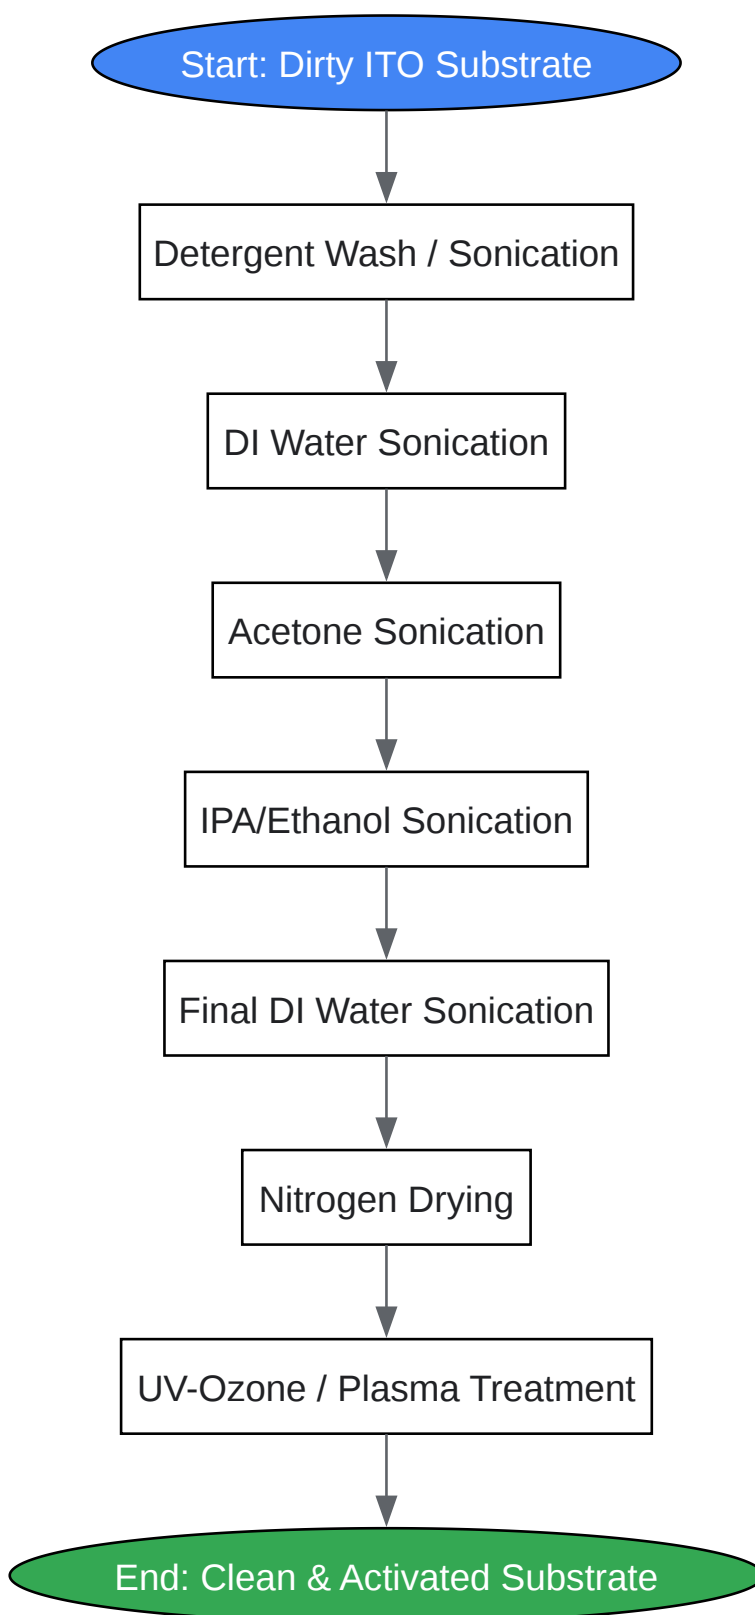 Start: Dirty ITO Substrate
Detergent Wash / Sonication
DI Water Sonication
Acetone Sonication
IPA/Ethanol Sonication
Final DI Water Sonication
Nitrogen Drying
UV-Ozone / Plasma Treatment
End: Clean & Activated Substrate